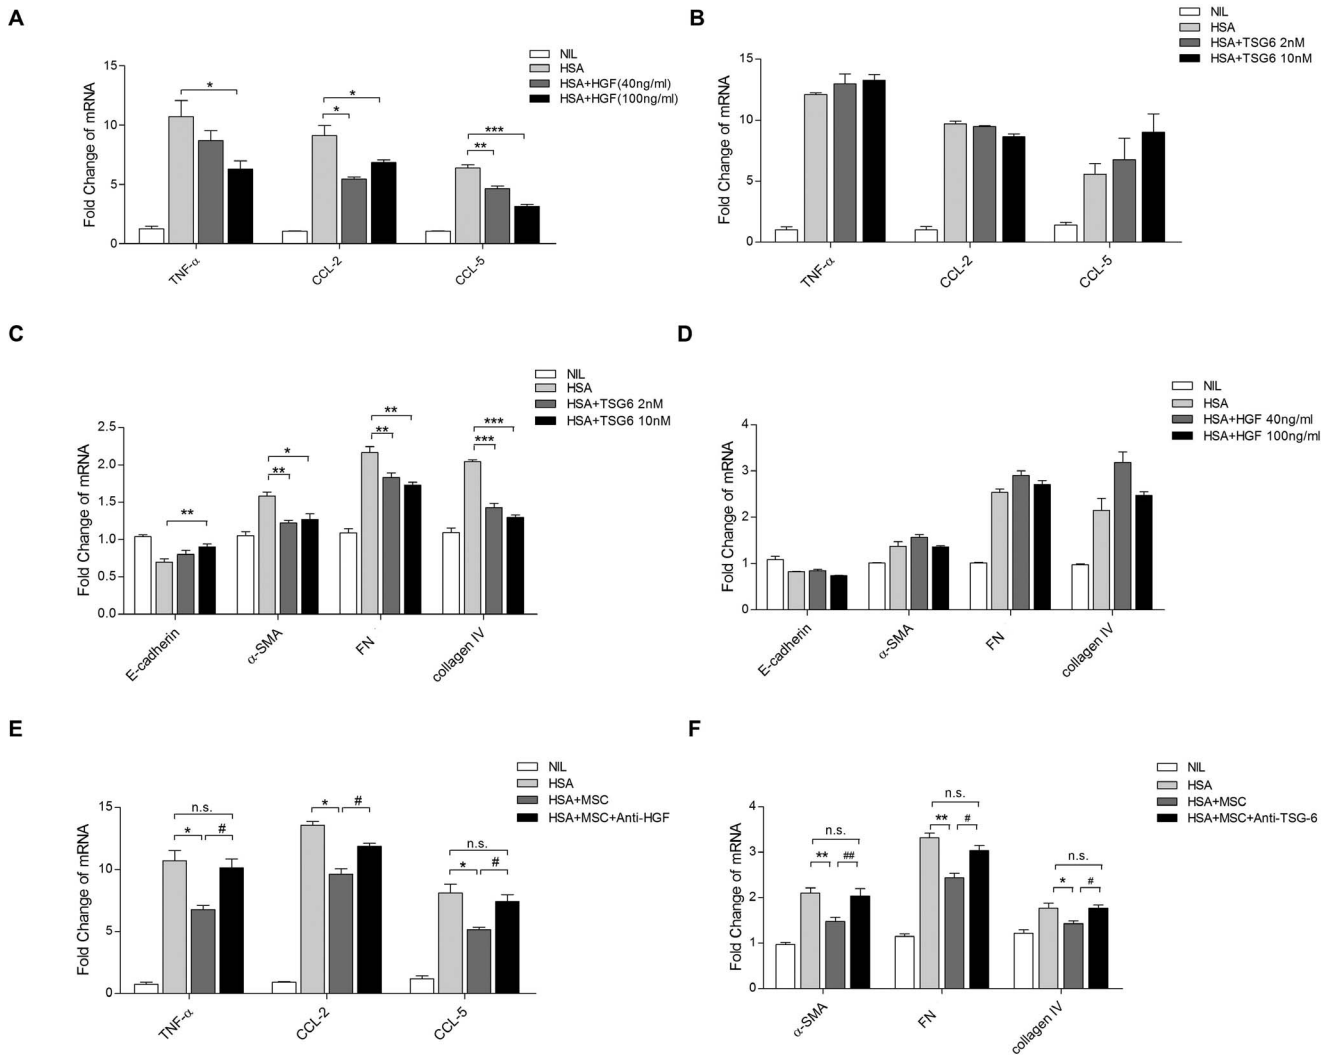 A
NIL
HSA
HSA+HGF(40ng/ml)
HSA+HGF(100ng/ml)
Fold Change of mRNA
15
10
5
0
*
*
*
***
**
TNF-α
CCL-2
CCL-5
B
NIL
HSA
HSA+TSG6 2nM
HSA+TSG6 10nM
Fold Change of mRNA
15
10
5
0
TNF-α
CCL-2
CCL-5
C
NIL
HSA
HSA+TSG6 2nM
HSA+TSG6 10nM
Fold Change of mRNA
2.5
2.0
1.5
1.0
0.5
0.0
**
*
**
**
**
***
***
E-cadherin
α-SMA
FN
collagen IV
D
NIL
HSA
HSA+HGF 40ng/ml
HSA+HGF 100ng/ml
Fold Change of mRNA
4
3
2
1
0
E-cadherin
α-SMA
FN
collagen IV
E
NIL
HSA
HSA+MSC
HSA+MSC+Anti-HGF
Fold Change of mRNA
15
10
5
0
n.s.
* #
* #
n.s.
* #
TNF-α
CCL-2
CCL-5
F
NIL
HSA
HSA+MSC
HSA+MSC+Anti-TSG-6
Fold Change of mRNA
4
3
2
1
0
n.s.
** ##
n.s.
** #
n.s.
* #
α-SMA
FN
collagen IV